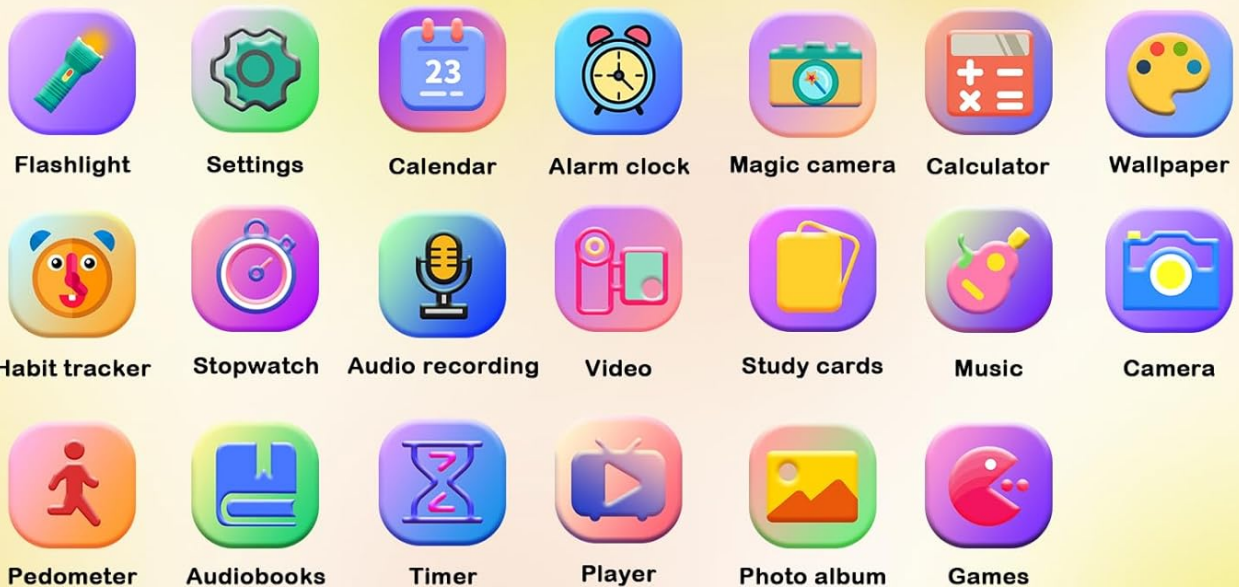 23
Flashlight
Settings
Calendar
Alarm clock
Magic camera
Calculator
Wallpaper
Habit tracker
Stopwatch
Audio recording
Video
Study cards
Music
Camera
Pedometer
Audiobooks
Timer
Player
Photo album
Games